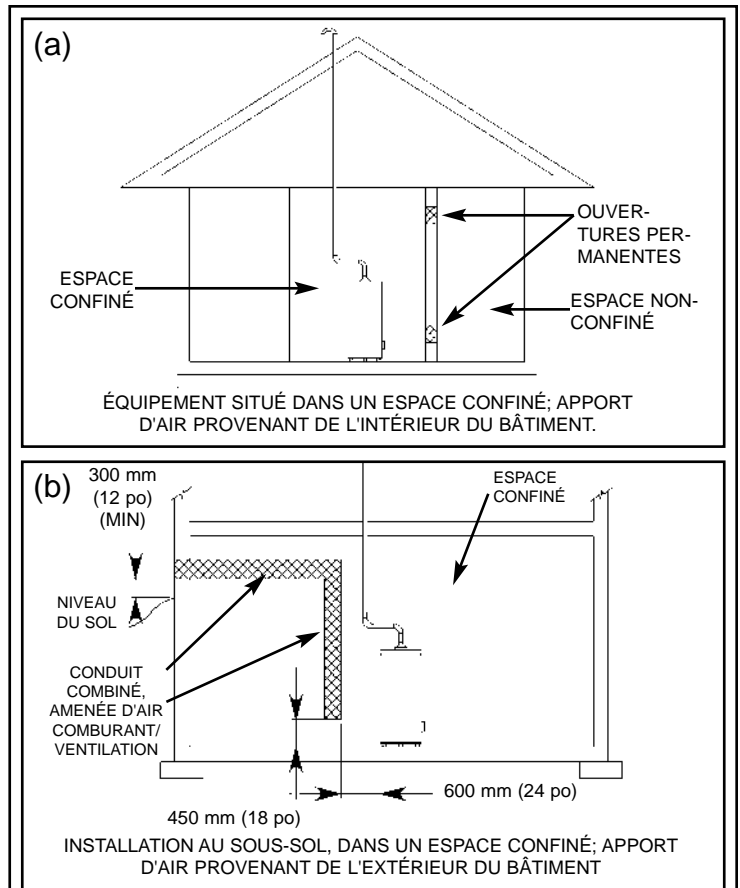 (a)
ESPACE
CONFINÉ
OUVER-
TURES PER-
MANENTES
ESPACE NON-
CONFINÉ
ÉQUIPEMENT SITUÉ DANS UN ESPACE CONFINÉ; APPORT
D'AIR PROVENANT DE L'INTÉRIEUR DU BÂTIMENT.
(b)
300 mm
(12 po)
(MIN)
ESPACE
CONFINÉ
NIVEAU
DU SOL
CONDUIT
COMBINÉ,
AMENÉE D'AIR
COMBURANT/
VENTILATION
600 mm (24 po)
450 mm (18 po)
INSTALLATION AU SOUS-SOL, DANS UN ESPACE CONFINÉ; APPORT
D'AIR PROVENANT DE L'EXTÉRIEUR DU BÂTIMENT